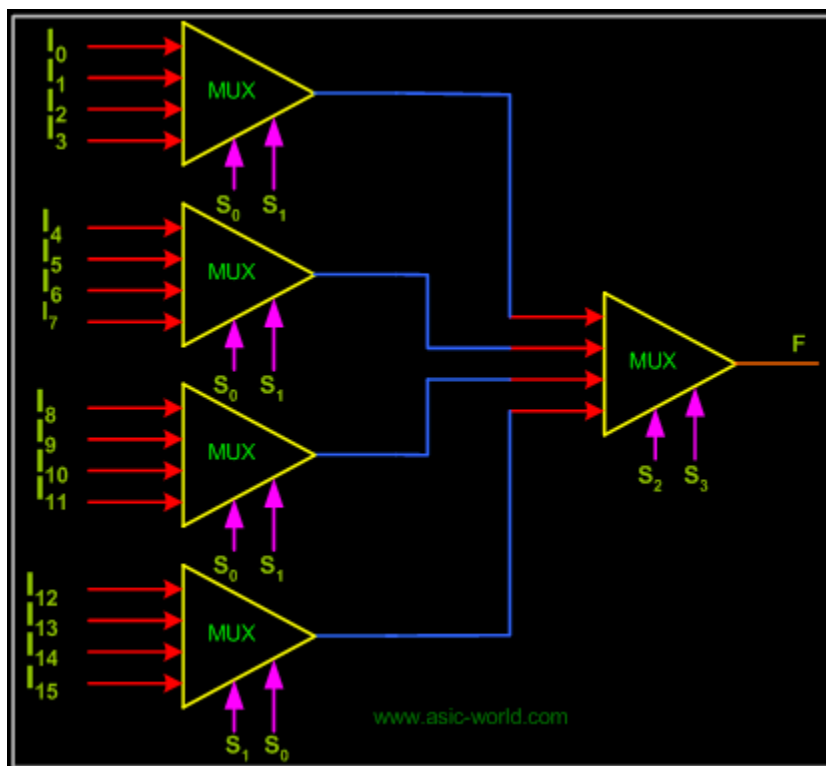 I0
I1
MUX
I2
I3
S0 S1
I4
I5
MUX
I6
I7
S0 S1
MUX
F
I8
I9
MUX
I10
I11
S2 S3
S0 S1
I12
I13
MUX
I14
I15
www.asic-world.com
S1 S0